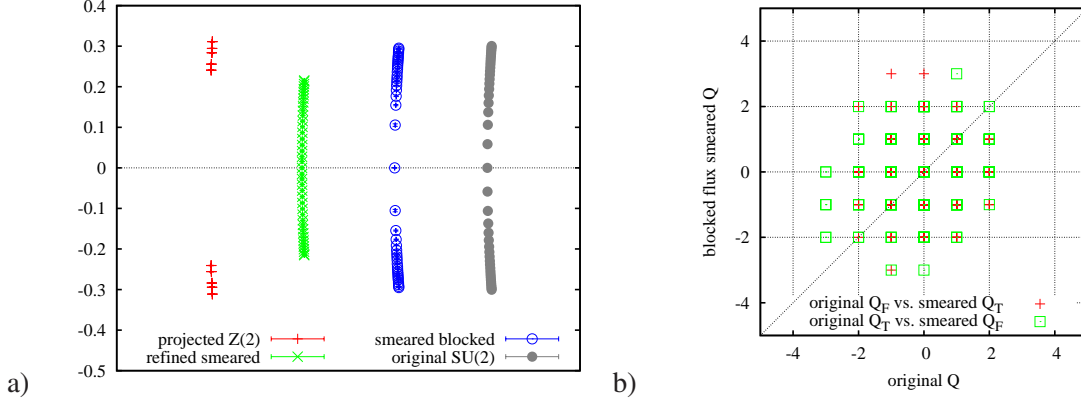 0.4
0.3
0.2
0.1
0
-0.1
-0.2
-0.3
-0.4
-0.5
projected Z(2)
refined smeared
smeared blocked
original SU(2)
a)
4
2
0
-2
-4
-4 -2 0 2 4
blocked flux smeared Q
original Q
original Q_F vs. smeared Q_T
original Q_T vs. smeared Q_F
b)